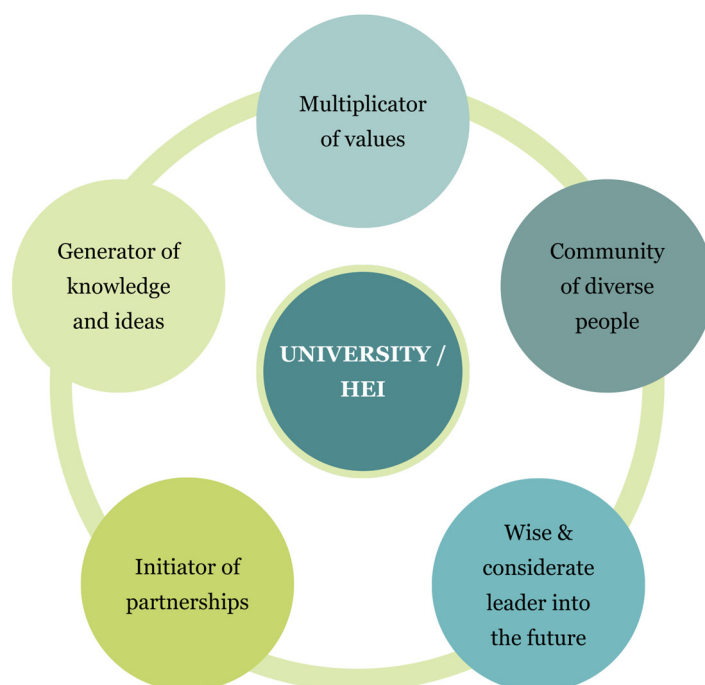 Multiplicator
of values
Generator of
knowledge
and ideas
Community
of diverse
people
UNIVERSITY /
HEI
Initiator of
partnerships
Wise &
considerate
leader into
the future